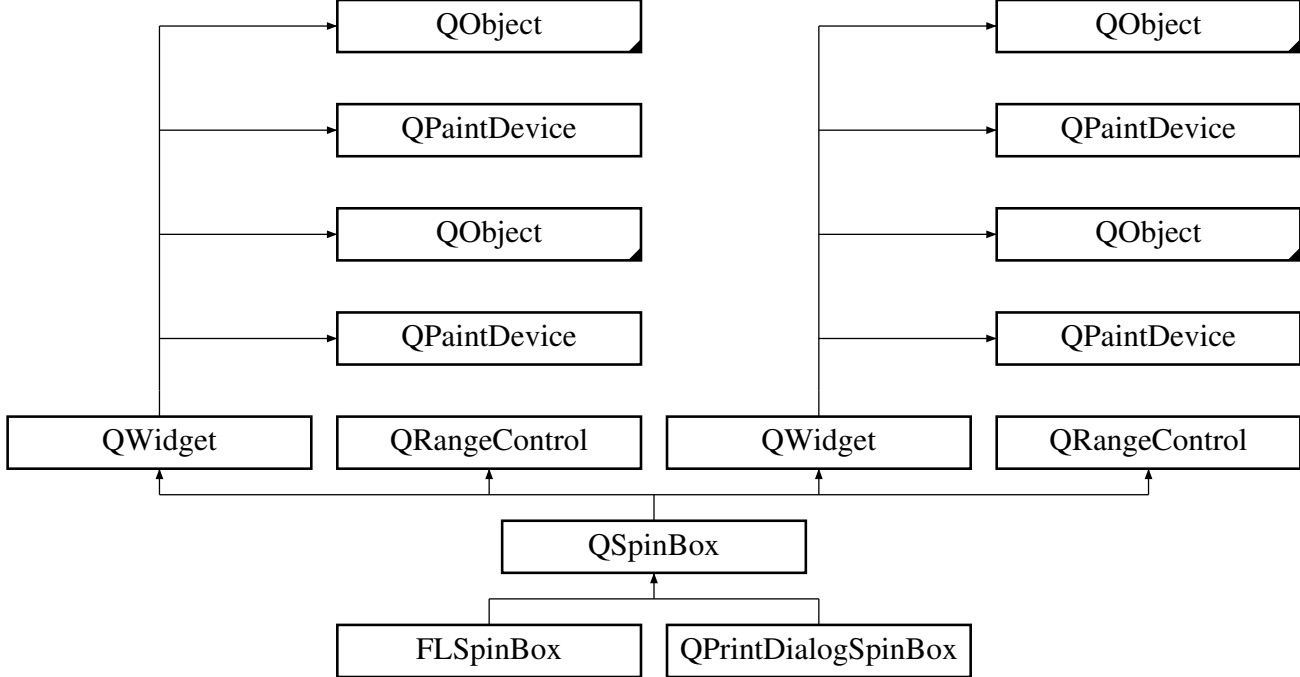 QObject QObject
QPaintDevice QPaintDevice
QObject QObject
QPaintDevice QPaintDevice
QWidget QRangeControl QWidget QRangeControl
QSpinBox
FLSpinBox QPrintDialogSpinBox